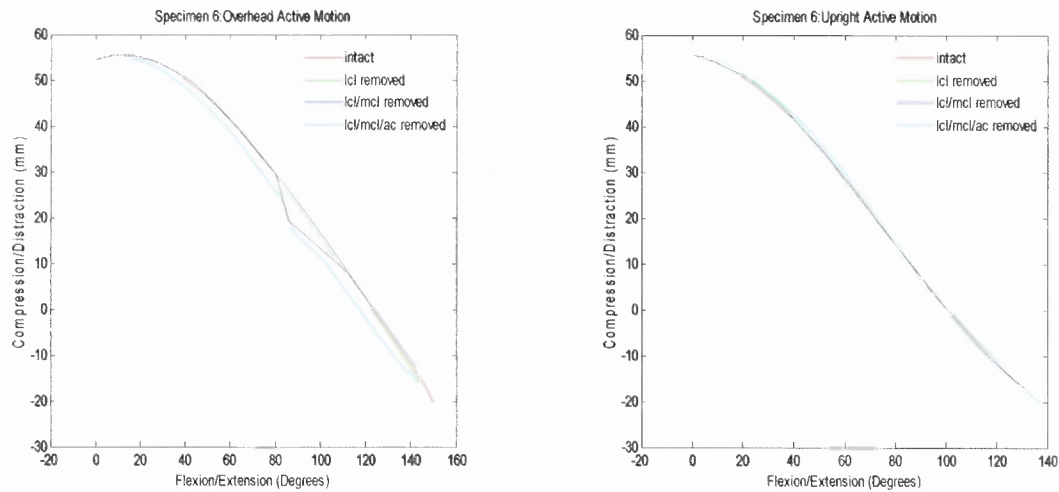 Specimen 6:Overhead Active Motion
60
50
40
30
20
10
0
-10
-20
-30
-20 0 20 40 60 80 100 120 140 160
Compression/Distraction (mm)
Flexion/Extension (Degrees)
intact
lcl removed
lcl/mcl removed
lcl/mcl/ac removed
Specimen 6:Upright Active Motion
60
50
40
30
20
10
0
-10
-20
-30
-20 0 20 40 60 80 100 120 140
Compression/Distraction (mm)
Flexion/Extension (Degrees)
intact
lcl removed
lcl/mcl removed
lcl/mcl/ac removed